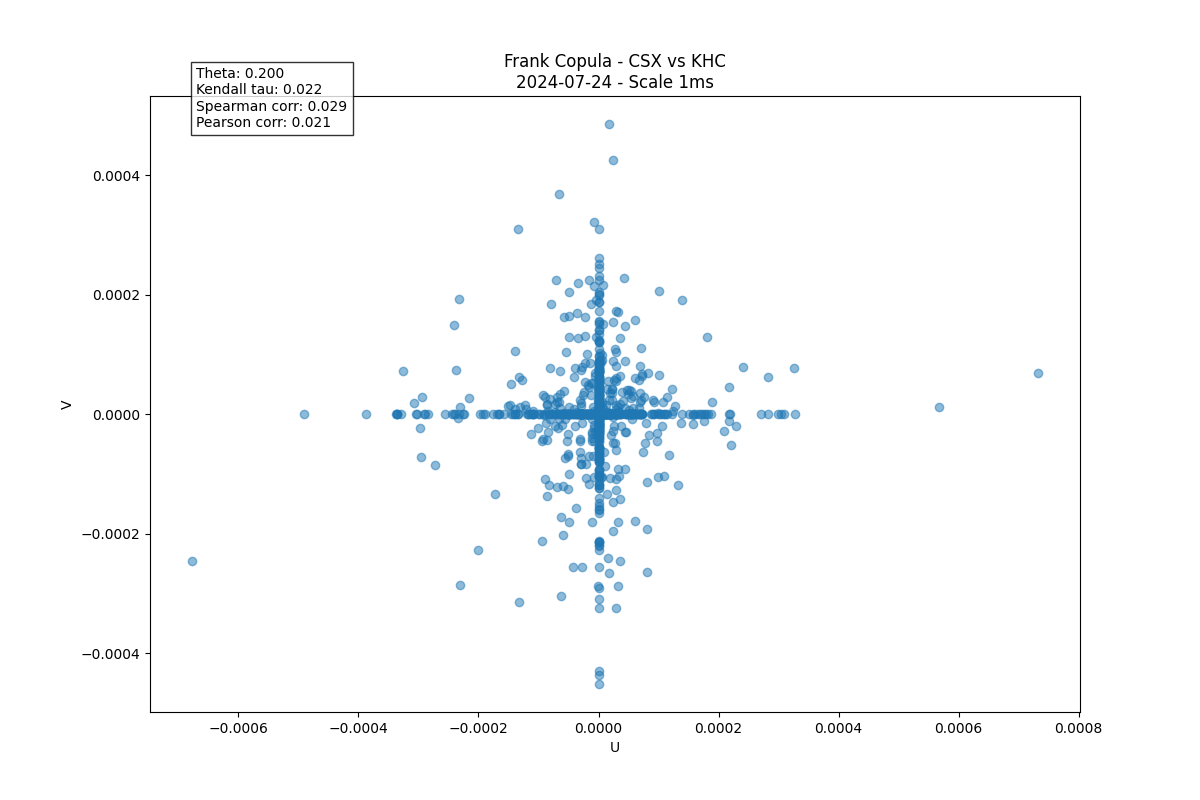 Frank Copula - CSX vs KHC
2024-07-24 - Scale 1ms
Theta: 0.200
Kendall tau: 0.022
Spearman corr: 0.029
Pearson corr: 0.021
0.0004
0.0002
0.0000
−0.0002
−0.0004
V
−0.0006
−0.0004
−0.0002
0.0000
0.0002
0.0004
0.0006
0.0008
U